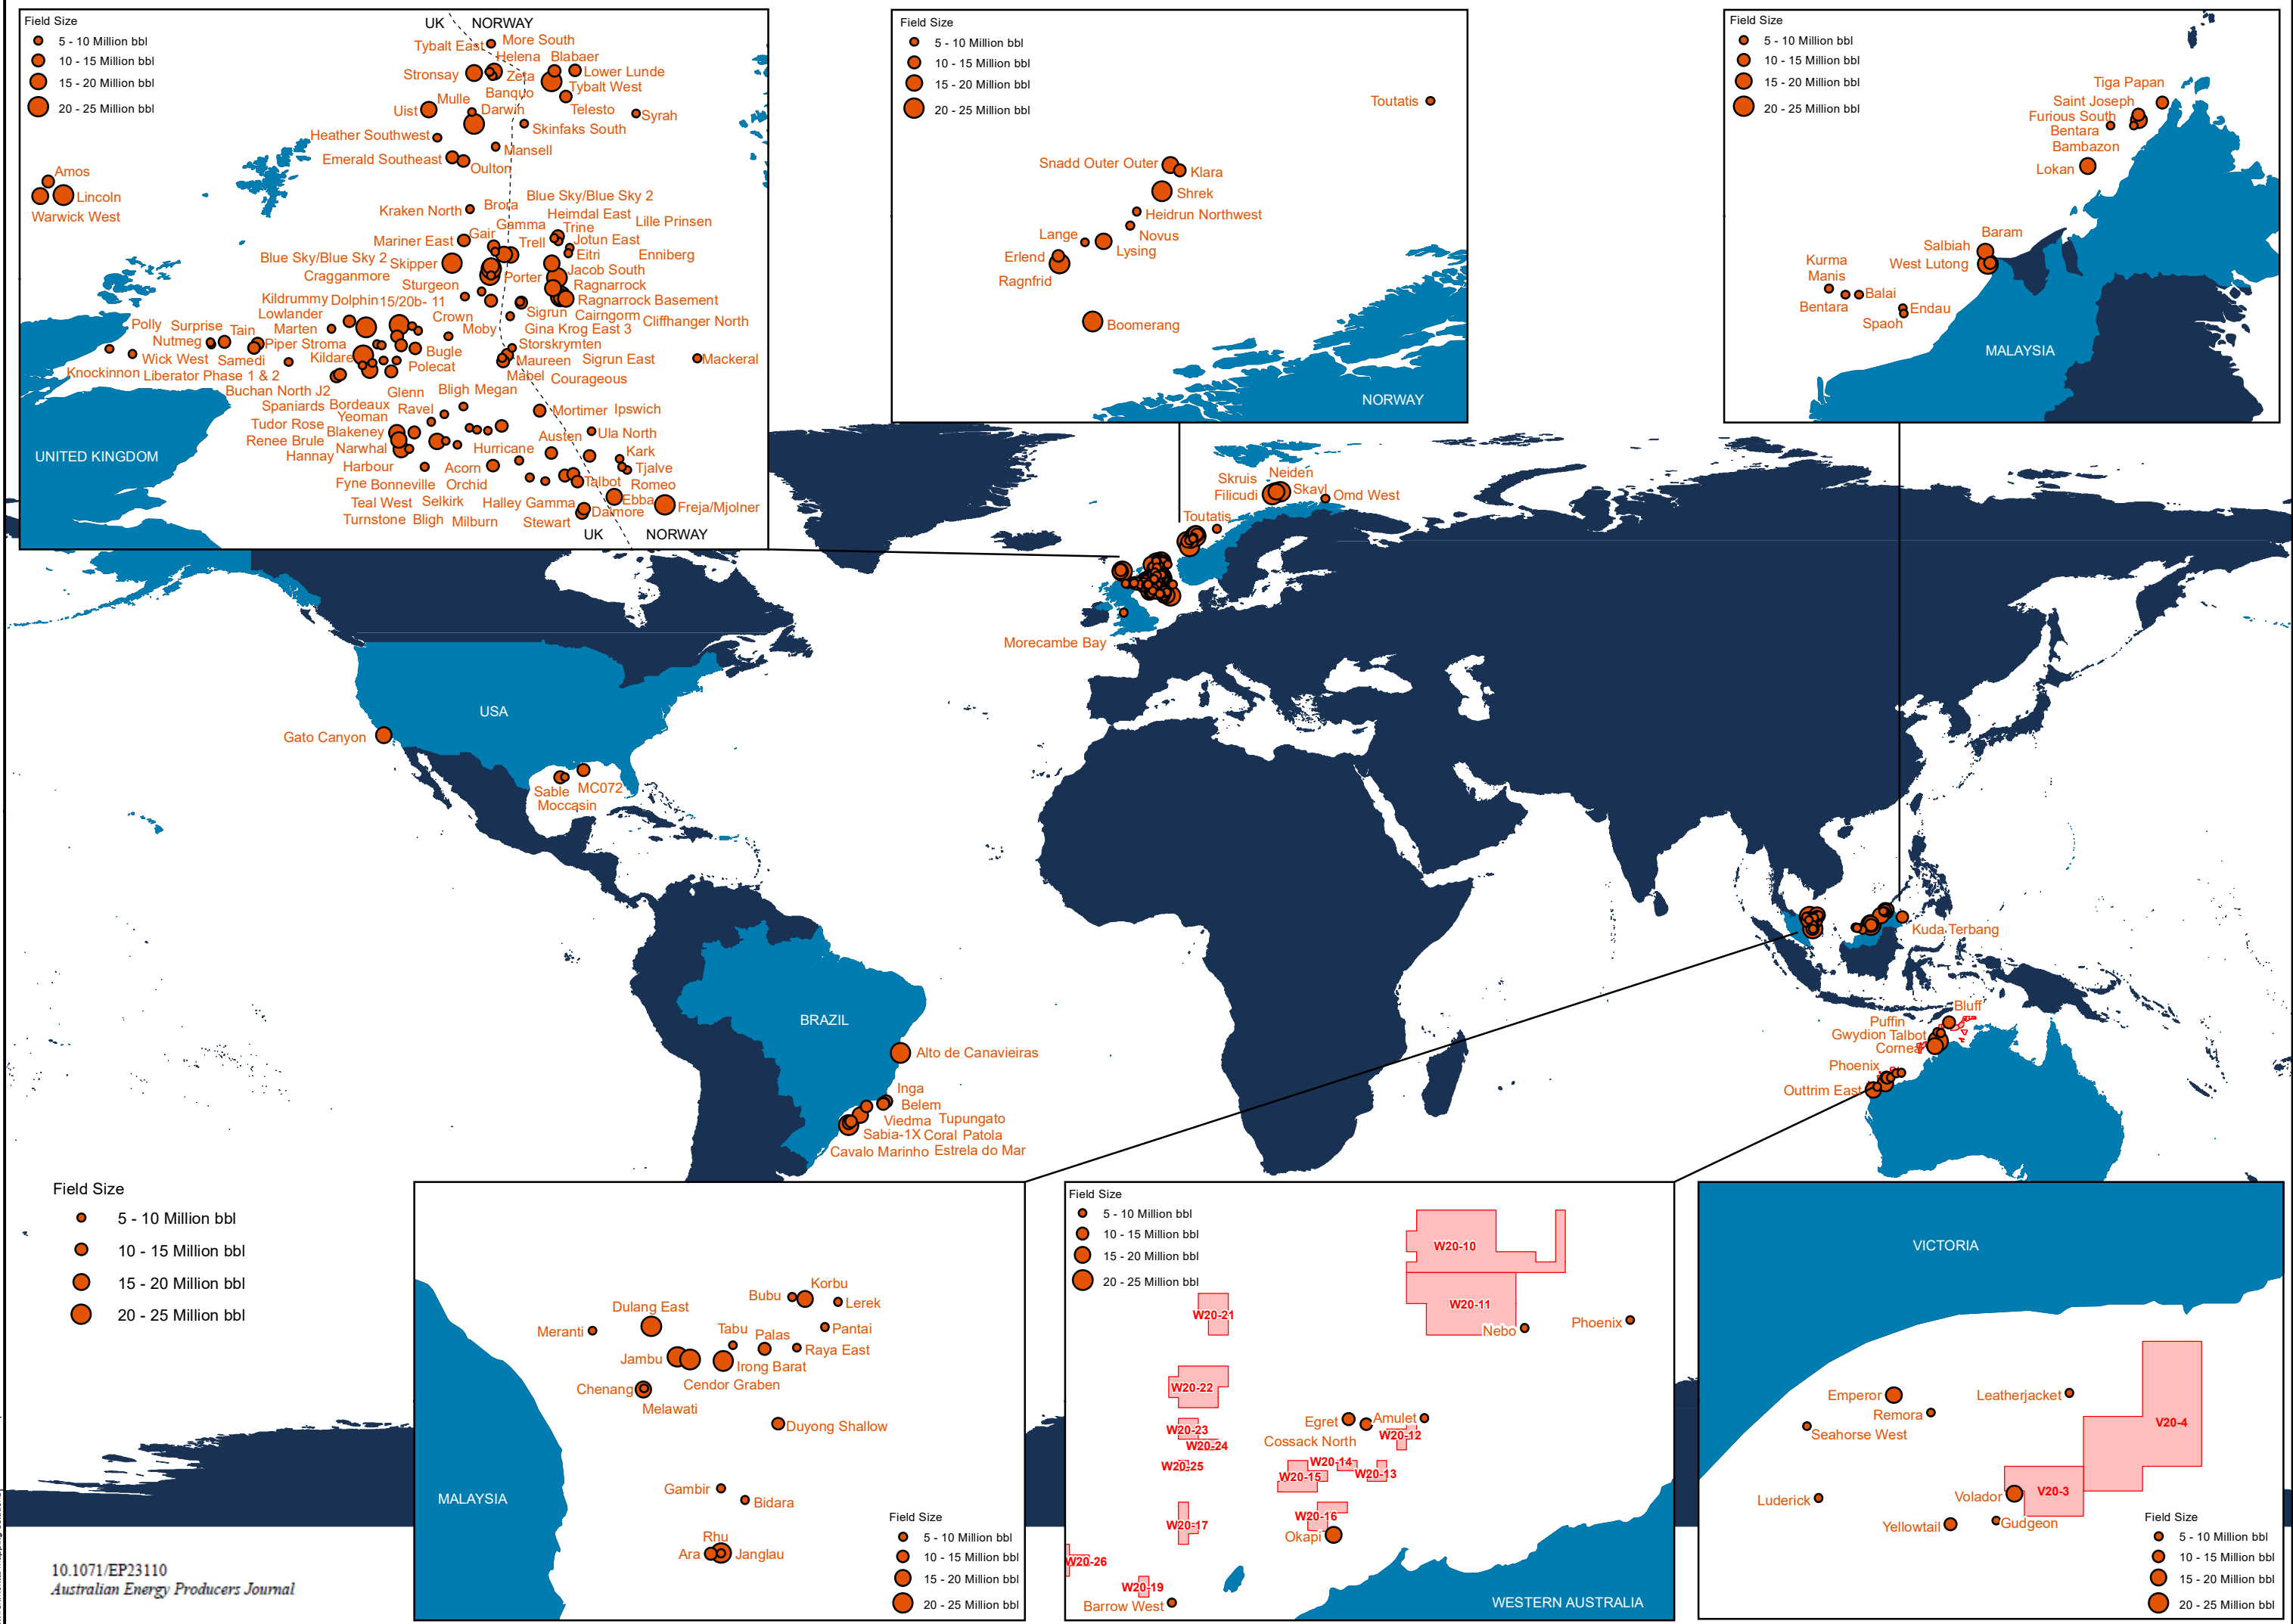 Field Size
5 - 10 Million bbl
10 - 15 Million bbl
15 - 20 Million bbl
20 - 25 Million bbl
UK NORWAY
Tybalt East
More South
Helena
Blabaer
Stronsay
Zeta
Lower Lunde
Tybalt West
Banquo
Mulle
Uist
Darwin
Telesto
Syrah
Skinfaks South
Heather Southwest
Mansell
Emerald Southeast
Oulton
Amos
Lincoln
Warwick West
Blue Sky/Blue Sky 2
Kraken North
Brora
Heimdal East
Lille Prinsen
Gamma
Trine
Mariner East
Gair
Trell
Jotun East
Eitri
Enniberg
Blue Sky/Blue Sky 2
Skipper
Cragganmore
Porter
Jacob South
Sturgeon
Ragnarrock
Kildrummy
Dolphin
15/20b- 11
Ragnarrock Basement
Lowlander
Crown
Sigrun
Cairngorm
Cliffhanger North
Polly
Surprise
Tain
Marten
Moby
Gina Krog East 3
Nutmeg
Piper
Stroma
Storskrymten
Wick West
Samedi
Kildare
Bugle
Maureen
Sigrun East
Mackeral
Knockinnon
Liberator Phase 1 & 2
Polecat
Mabel
Courageous
Buchan North J2
Glenn
Bligh
Megan
Spaniards
Bordeaux
Ravel
Mortimer
Ipswich
Yeoman
Tudor Rose
Blakeney
Austen
Ula North
Renee
Brule
Narwhal
Hurricane
Kark
Hannay
Harbour
Acorn
Tjalve
Fyne
Bonneville
Orchid
Talbot
Romeo
Teal West
Selkirk
Halley
Gamma
Ebba
Freja/Mjolner
Turnstone
Bligh
Milburn
Stewart
Dalmore
UK NORWAY
UNITED KINGDOM
Field Size
5 - 10 Million bbl
10 - 15 Million bbl
15 - 20 Million bbl
20 - 25 Million bbl
Toutatis
Snadd Outer Outer
Klara
Shrek
Heidrun Northwest
Novus
Lange
Lysing
Erlend
Ragnfrid
Boomerang
NORWAY
Field Size
5 - 10 Million bbl
10 - 15 Million bbl
15 - 20 Million bbl
20 - 25 Million bbl
Tiga Papan
Saint Joseph
Furious South
Bentara
Bambazon
Lokan
Baram
Salbiah
West Lutong
Kurma
Manis
Balai
Bentara
Endau
Spaoh
MALAYSIA
Skruis
Neiden
Filicudi
Skavl
Omd West
Toutatis
Morecambe Bay
USA
Gato Canyon
Sable
MC072
Moccasin
BRAZIL
Alto de Canavieiras
Inga
Belem
Viedma
Tupungato
Sabia-1X
Coral
Patola
Cavalo Marinho
Estrela do Mar
Kuda Terbang
Bluff
Puffin
Gwydion
Talbot
Cornea
Phoenix
Outtrim East
Field Size
5 - 10 Million bbl
10 - 15 Million bbl
15 - 20 Million bbl
20 - 25 Million bbl
Korbu
Bubu
Lerek
Dulang East
Meranti
Tabu
Palas
Pantai
Raya East
Jambu
Irong Barat
Cendor Graben
Chenang
Melawati
Duyong Shallow
Gambir
Bidara
MALAYSIA
Rhu
Ara
Janglau
Field Size
5 - 10 Million bbl
10 - 15 Million bbl
15 - 20 Million bbl
20 - 25 Million bbl
Field Size
5 - 10 Million bbl
10 - 15 Million bbl
15 - 20 Million bbl
20 - 25 Million bbl
W20-10
W20-11
W20-21
Nebo
Phoenix
W20-22
W20-23
W20-24
W20-25
Egret
Amulet
Cossack North
W20-12
W20-14
W20-15
W20-13
W20-16
W20-17
Okapi
W20-26
W20-19
Barrow West
WESTERN AUSTRALIA
VICTORIA
Emperor
Leatherjacket
Remora
Seahorse West
V20-4
Luderick
Volador
V20-3
Yellowtail
Gudgeon
Field Size
5 - 10 Million bbl
10 - 15 Million bbl
15 - 20 Million bbl
20 - 25 Million bbl
10.1071/EP23110
Australian Energy Producers Journal